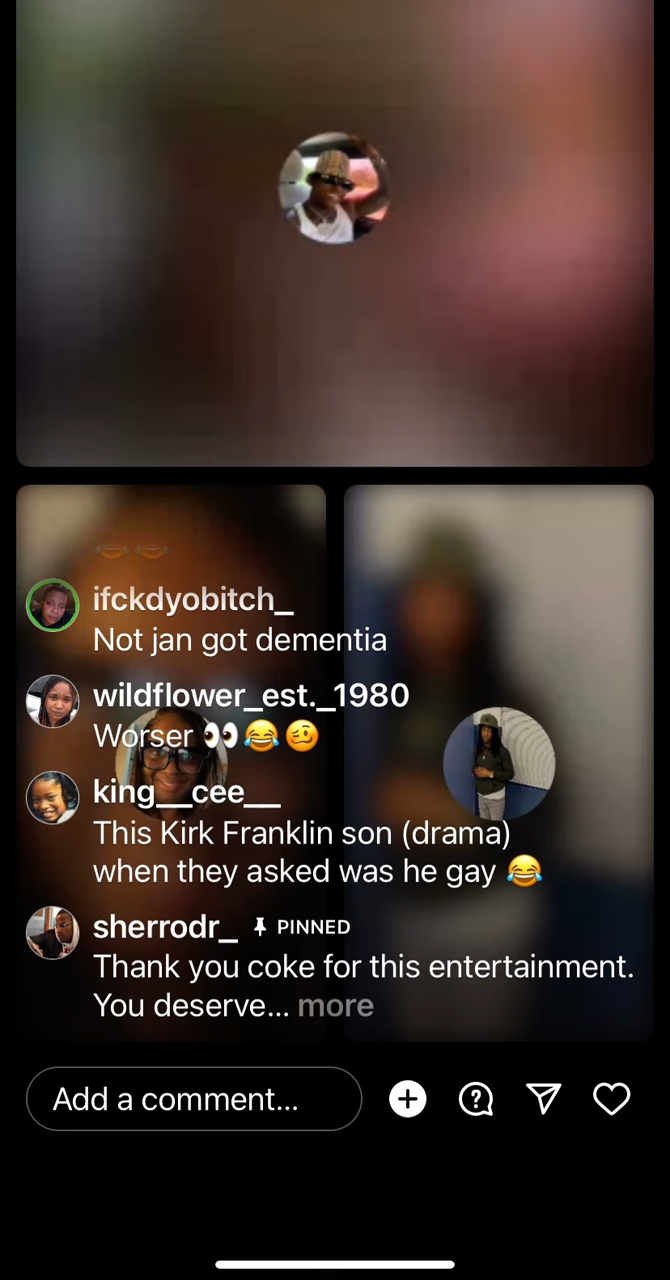 ifckdyobitch_
Not jan got dementia
wildflower_est._1980
Worser 👀😂🥴
king__cee__
This Kirk Franklin son (drama)
when they asked was he gay 😂
sherrodr_ PINNED
Thank you coke for this entertainment.
You deserve... more
Add a comment...